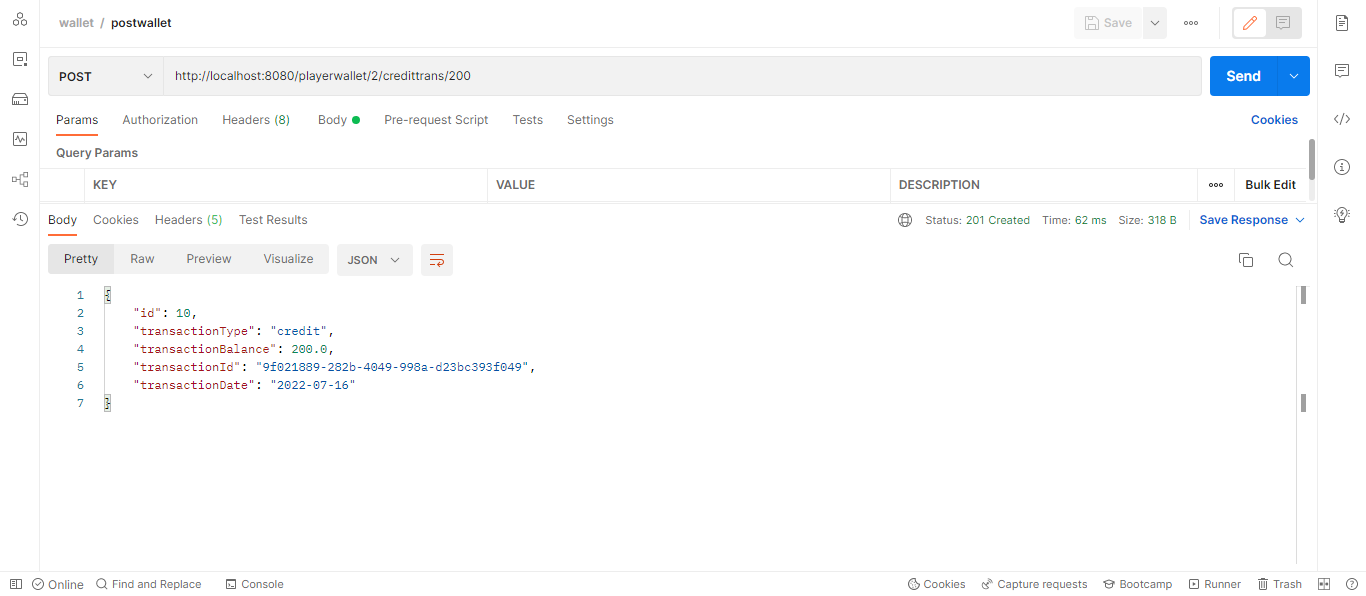 wallet / postwallet
Save
POST http://localhost:8080/playerwallet/2/credittrans/200 Send
Params Authorization Headers (8) Body Pre-request Script Tests Settings Cookies
Query Params
KEY VALUE DESCRIPTION Bulk Edit
Body Cookies Headers (5) Test Results Status: 201 Created Time: 62 ms Size: 318 B Save Response
Pretty Raw Preview Visualize JSON
1 {
2 "id": 10,
3 "transactionType": "credit",
4 "transactionBalance": 200.0,
5 "transactionId": "9f021889-282b-4049-998a-d23bc393f049",
6 "transactionDate": "2022-07-16"
7 }
Online Find and Replace Console Cookies Capture requests Bootcamp Runner Trash